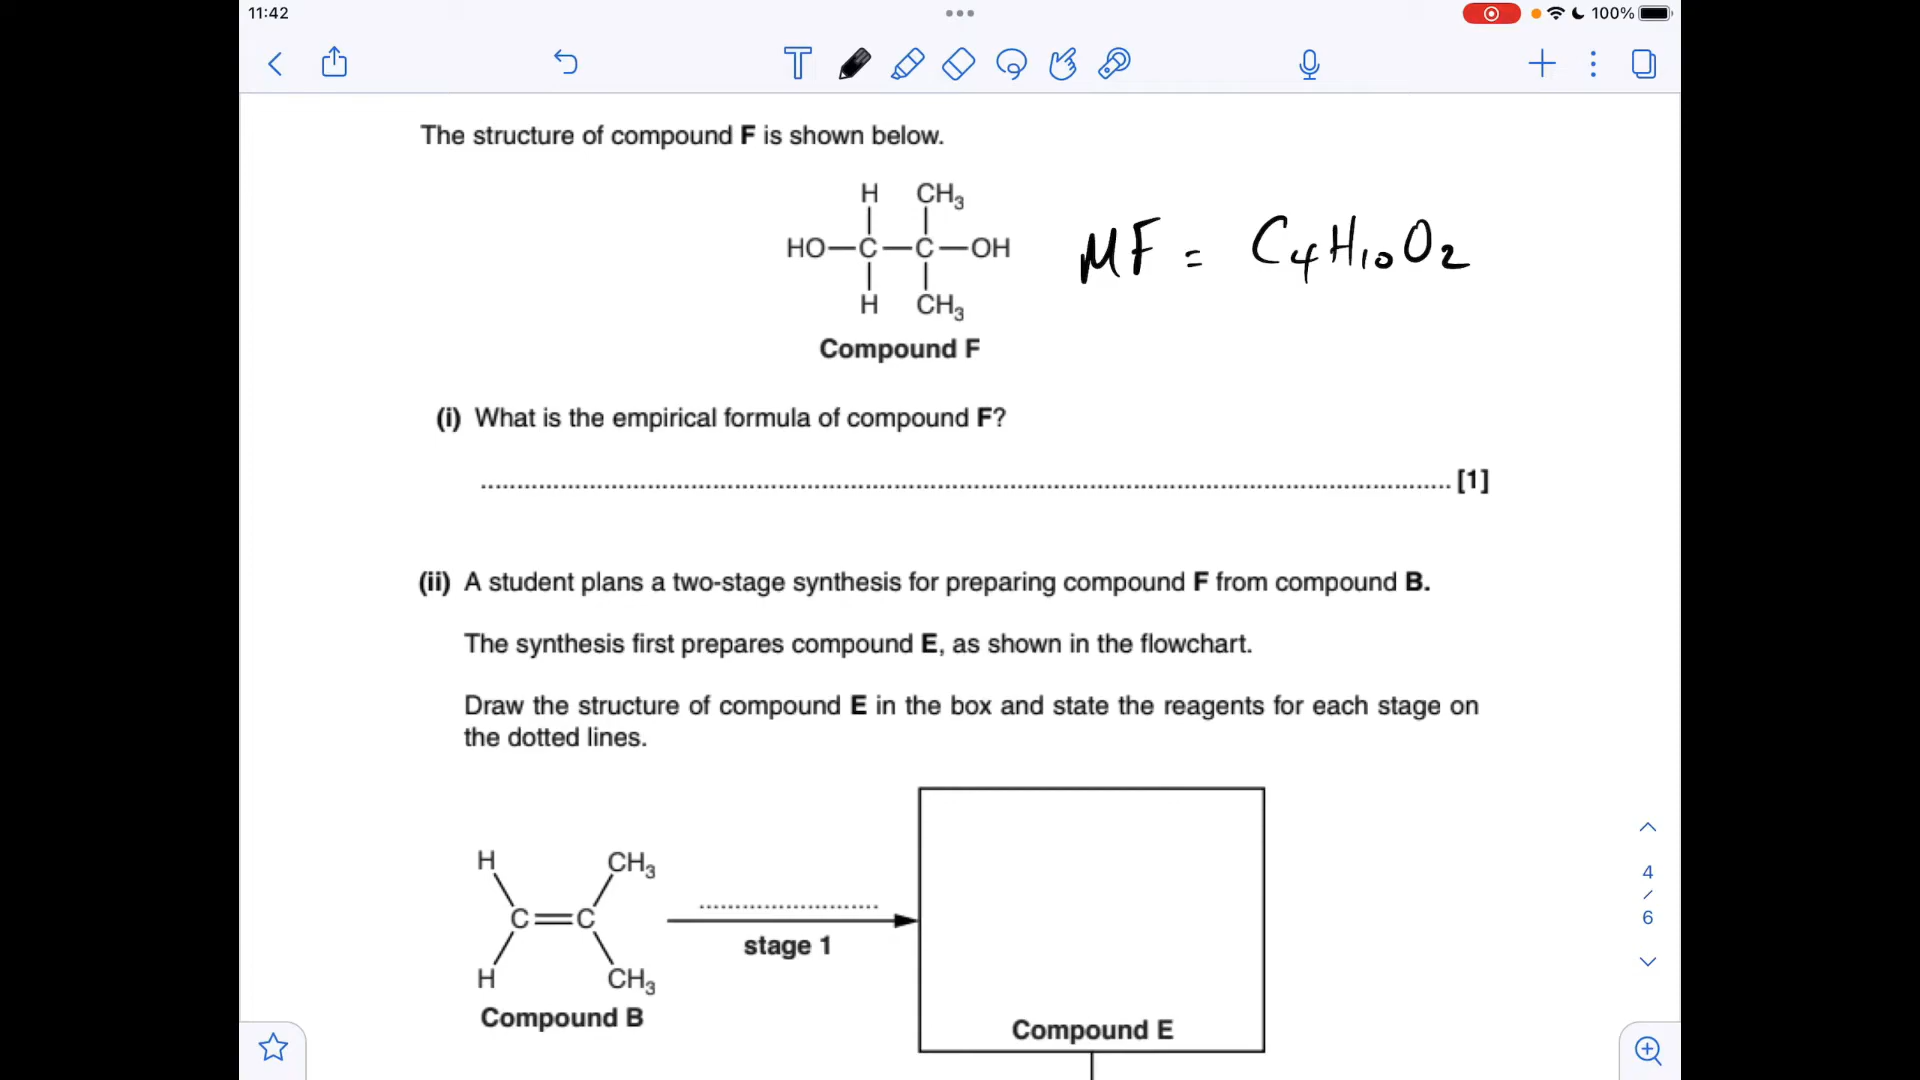 11:42
100%
The structure of compound F is shown below.
H CH3
HO—C—C—OH
H CH3
MF = C4H10O2
Compound F
(i) What is the empirical formula of compound F?
[1]
(ii) A student plans a two-stage synthesis for preparing compound F from compound B.
The synthesis first prepares compound E, as shown in the flowchart.
Draw the structure of compound E in the box and state the reagents for each stage on
the dotted lines.
H CH3
C=C
stage 1
H CH3
Compound B
Compound E
4
/
6